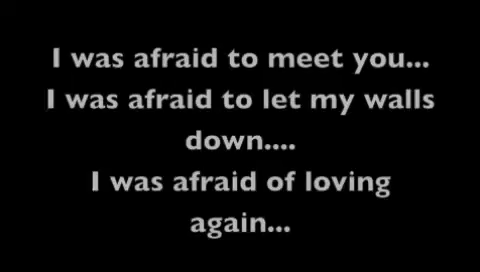 I was afraid to meet you...
I was afraid to let my walls
down....
I was afraid of loving
again...